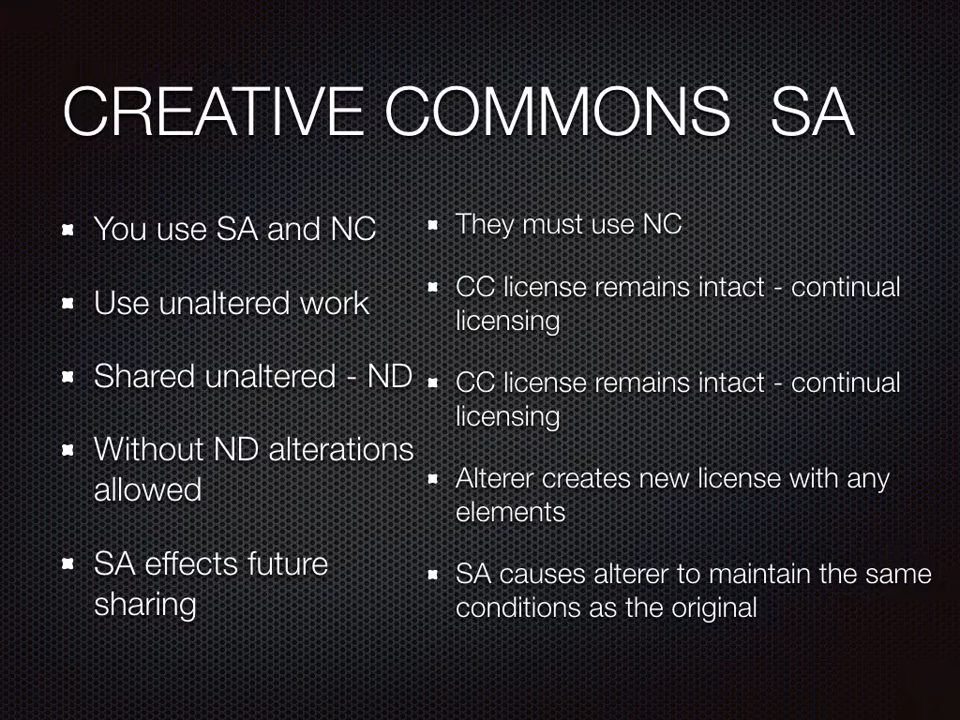 CREATIVE COMMONS SA
You use SA and NC
Use unaltered work
Shared unaltered - ND
Without ND alterations
allowed
SA effects future
sharing
They must use NC
CC license remains intact - continual
licensing
CC license remains intact - continual
licensing
Alterer creates new license with any
elements
SA causes alterer to maintain the same
conditions as the original